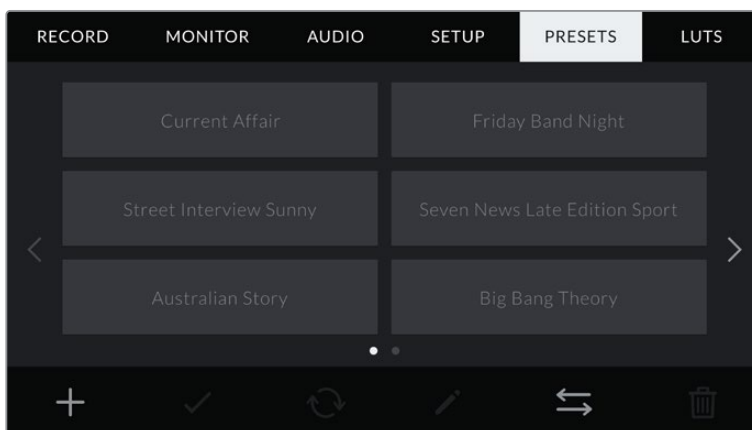 RECORD MONITOR AUDIO SETUP PRESETS LUTS
Current Affair Friday Band Night
Street Interview Sunny Seven News Late Edition Sport
Australian Story Big Bang Theory